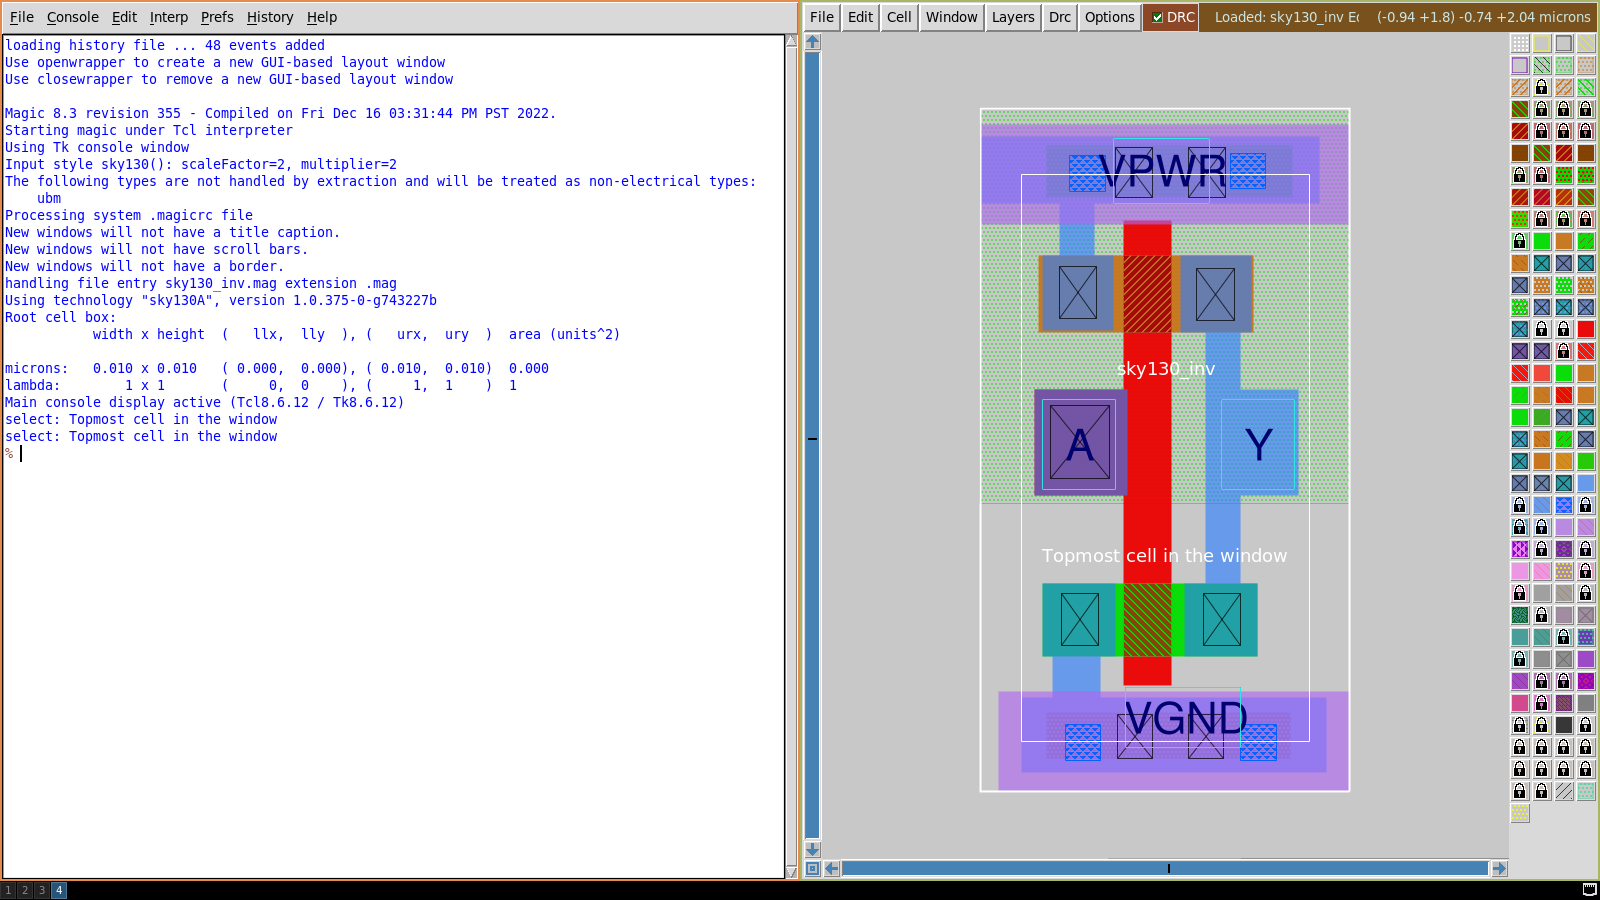 File Console Edit Interp Prefs History Help
loading history file ... 48 events added
Use openwrapper to create a new GUI-based layout window
Use closewrapper to remove a new GUI-based layout window
Magic 8.3 revision 355 - Compiled on Fri Dec 16 03:31:44 PM PST 2022.
Starting magic under Tcl interpreter
Using Tk console window
Input style sky130(): scaleFactor=2, multiplier=2
The following types are not handled by extraction and will be treated as non-electrical types:
    ubm
Processing system .magicrc file
New windows will not have a title caption.
New windows will not have scroll bars.
New windows will not have a border.
handling file entry sky130_inv.mag extension .mag
Using technology "sky130A", version 1.0.375-0-g743227b
Root cell box:
           width x height  (   llx,  lly  ), (   urx,  ury  )  area (units^2)
microns:   0.010 x 0.010   ( 0.000,  0.000), ( 0.010,  0.010)  0.000
lambda:        1 x 1       (     0,  0    ), (     1,  1    )  1
Main console display active (Tcl8.6.12 / Tk8.6.12)
select: Topmost cell in the window
select: Topmost cell in the window
%
1 2 3 4
File Edit Cell Window Layers Drc Options DRC Loaded: sky130_inv Ec (-0.94 +1.8) -0.74 +2.04 microns
VPWR
sky130_inv
A Y
Topmost cell in the window
VGND